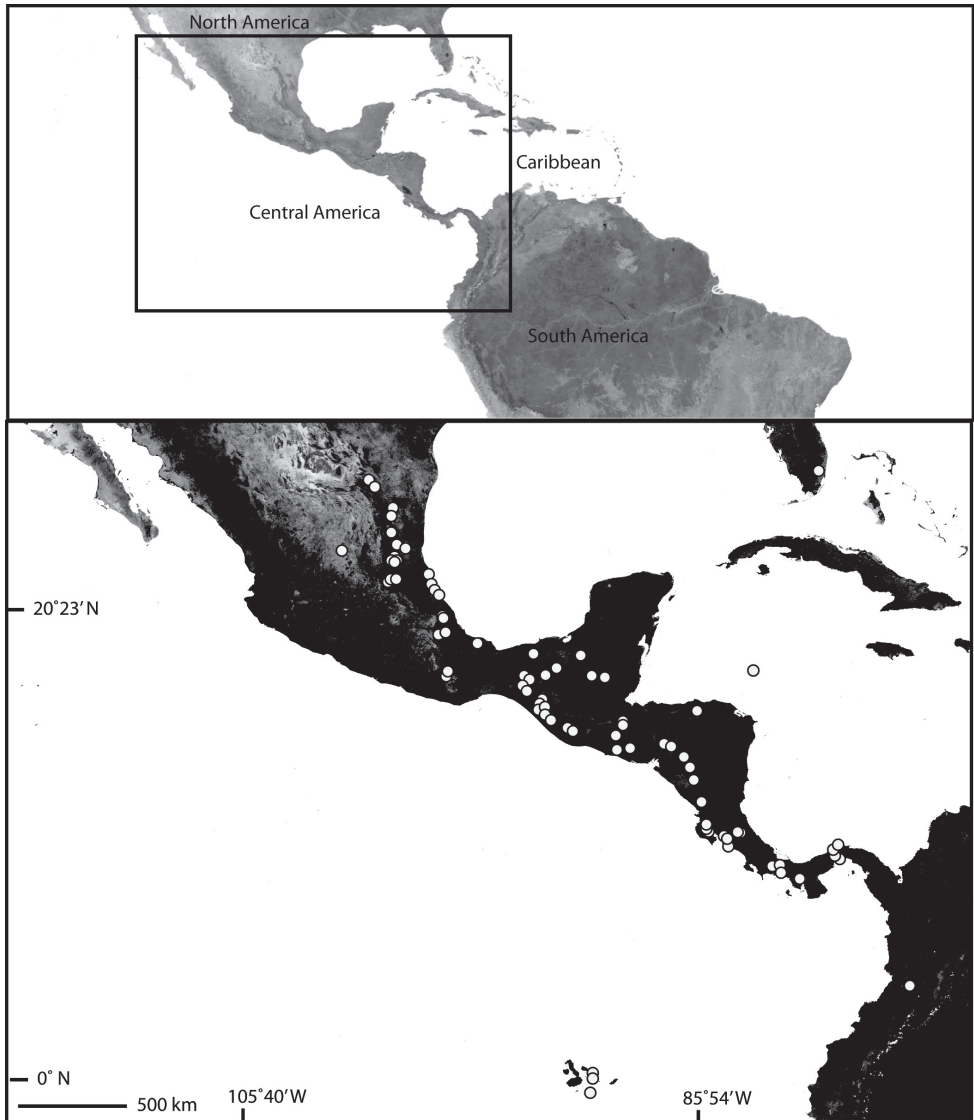 North America
Caribbean
Central America
South America
20˚23′ N
0˚ N
500 km
105˚40′ W
85˚54′ W